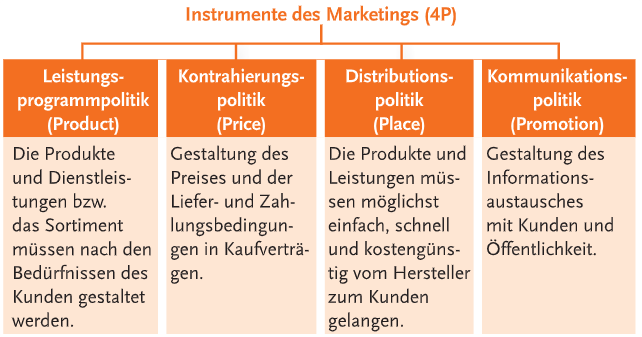 Instrumente des Marketings (4P)
Leistungs-
programmpolitik
(Product)
Die Produkte
und Dienstleis-
tungen bzw.
das Sortiment
müssen nach den
Bedürfnissen des
Kunden gestaltet
werden.
Kontrahierungs-
politik
(Price)
Gestaltung des
Preises und der
Liefer- und Zah-
lungsbedingun-
gen in Kaufverträ-
gen.
Distributions-
politik
(Place)
Die Produkte und
Leistungen müs-
sen möglichst
einfach, schnell
und kostengüns-
tig vom Hersteller
zum Kunden
gelangen.
Kommunikations-
politik
(Promotion)
Gestaltung des
Informations-
austausches
mit Kunden und
Öffentlichkeit.